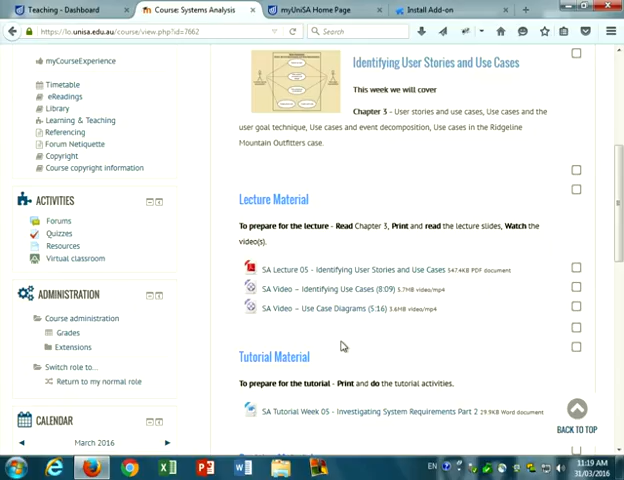 Teaching - Dashboard
Course: Systems Analysis
myUniSA Home Page
Install Add-on
https://lo.unisa.edu.au/course/view.php?id=7662
Search
myCourseExperience
Timetable
eReadings
Library
Learning & Teaching
Referencing
Forum Netiquette
Copyright
Course copyright information
ACTIVITIES
Forums
Quizzes
Resources
Virtual classroom
ADMINISTRATION
Course administration
Grades
Extensions
Switch role to...
Return to my normal role
CALENDAR
March 2016
Identifying User Stories and Use Cases
This week we will cover
Chapter 3 - User stories and use cases, Use cases and the
user goal technique, Use cases and event decomposition, Use cases in the Ridgeline
Mountain Outfitters case.
Lecture Material
To prepare for the lecture - Read Chapter 3, Print and read the lecture slides, Watch the
video(s).
SA Lecture 05 - Identifying User Stories and Use Cases 547.4KB PDF document
SA Video – Identifying Use Cases (8:09) 5.7MB video/mp4
SA Video – Use Case Diagrams (5:16) 3.6MB video/mp4
Tutorial Material
To prepare for the tutorial - Print and do the tutorial activities.
SA Tutorial Week 05 - Investigating System Requirements Part 2 29.9KB Word document
BACK TO TOP
EN
11:19 AM
31/03/2016